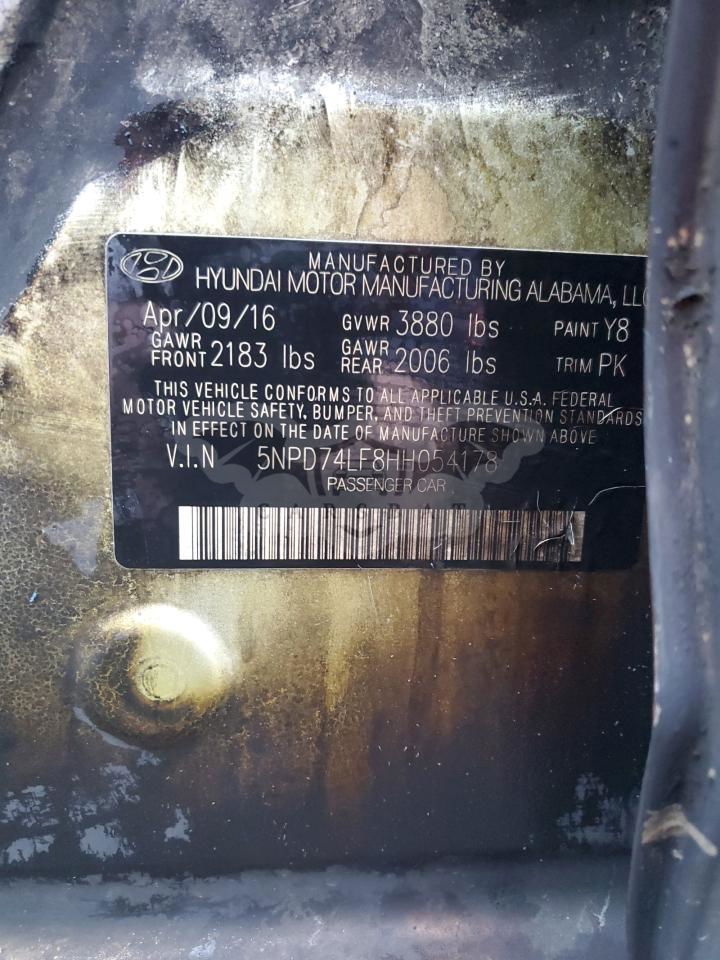 MANUFACTURED BY
HYUNDAI MOTOR MANUFACTURING ALABAMA, LLC
Apr/09/16 GVWR 3880 lbs PAINT Y8
GAWR FRONT 2183 lbs GAWR REAR 2006 lbs TRIM PK
THIS VEHICLE CONFORMS TO ALL APPLICABLE U.S.A. FEDERAL
MOTOR VEHICLE SAFETY, BUMPER, AND THEFT PREVENTION STANDARDS
IN EFFECT ON THE DATE OF MANUFACTURE SHOWN ABOVE
V.I.N 5NPD74LF8HH054178
PASSENGER CAR